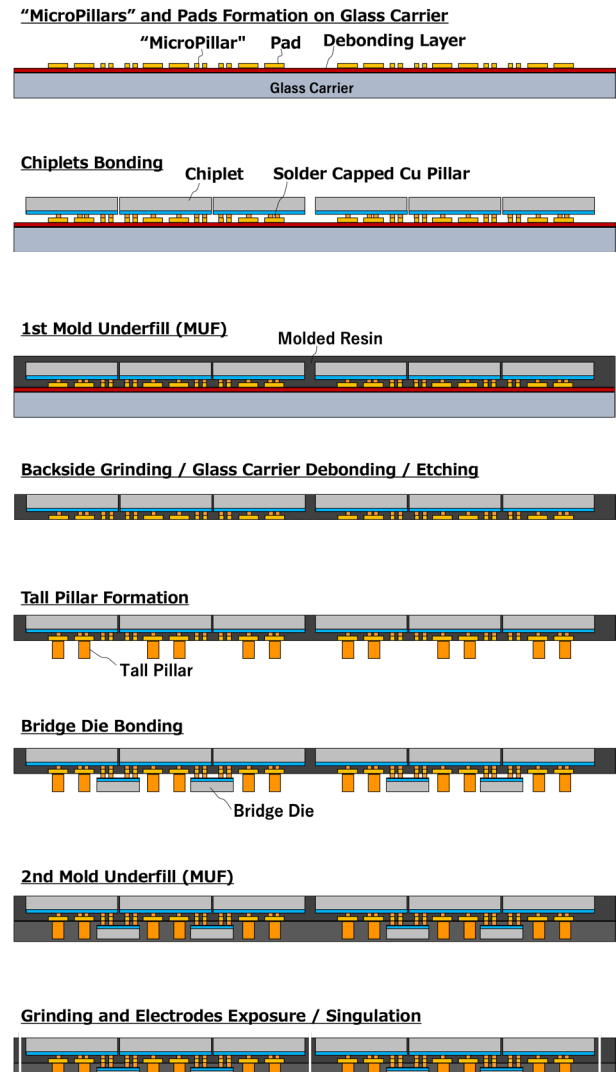 “MicroPillars” and Pads Formation on Glass Carrier
“MicroPillar" Pad Debonding Layer
Glass Carrier
Chiplets Bonding
Chiplet Solder Capped Cu Pillar
1st Mold Underfill (MUF)
Molded Resin
Backside Grinding / Glass Carrier Debonding / Etching
Tall Pillar Formation
Tall Pillar
Bridge Die Bonding
Bridge Die
2nd Mold Underfill (MUF)
Grinding and Electrodes Exposure / Singulation